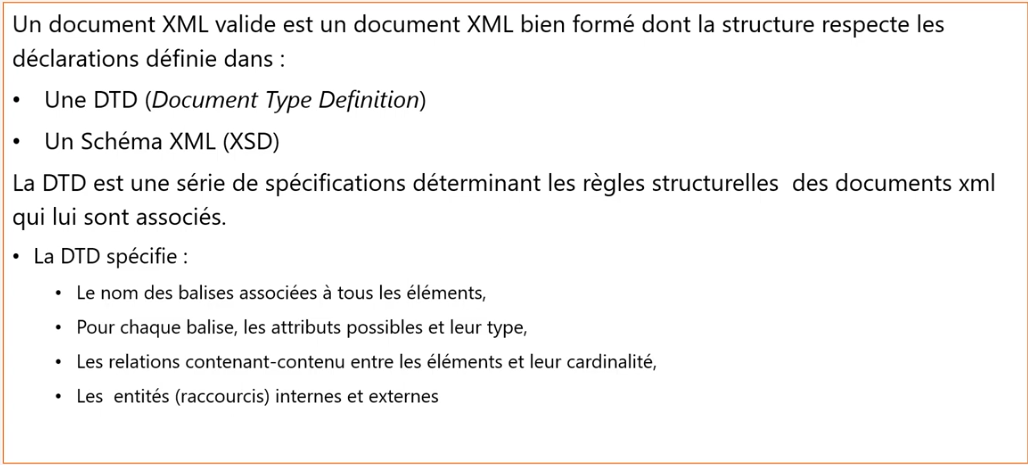 Un document XML valide est un document XML bien formé dont la structure respecte les
déclarations définie dans :
• Une DTD (Document Type Definition)
• Un Schéma XML (XSD)
La DTD est une série de spécifications déterminant les règles structurelles des documents xml
qui lui sont associés.
• La DTD spécifie :
• Le nom des balises associées à tous les éléments,
• Pour chaque balise, les attributs possibles et leur type,
• Les relations contenant-contenu entre les éléments et leur cardinalité,
• Les entités (raccourcis) internes et externes